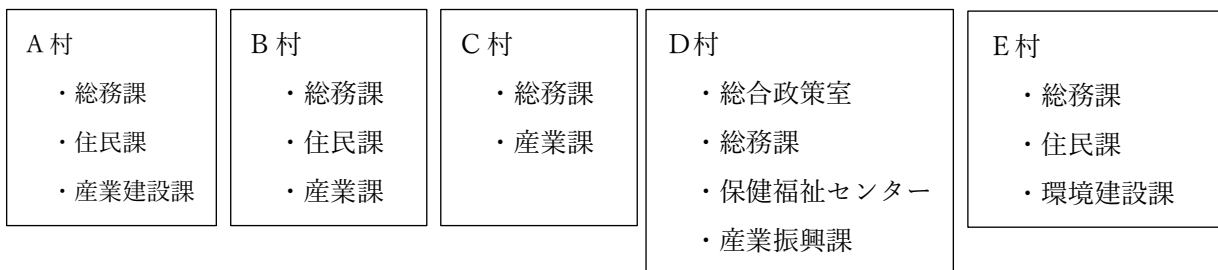 A村
・総務課
・住民課
・産業建設課
B村
・総務課
・住民課
・産業課
C村
・総務課
・産業課
D村
・総合政策室
・総務課
・保健福祉センター
・産業振興課
E村
・総務課
・住民課
・環境建設課